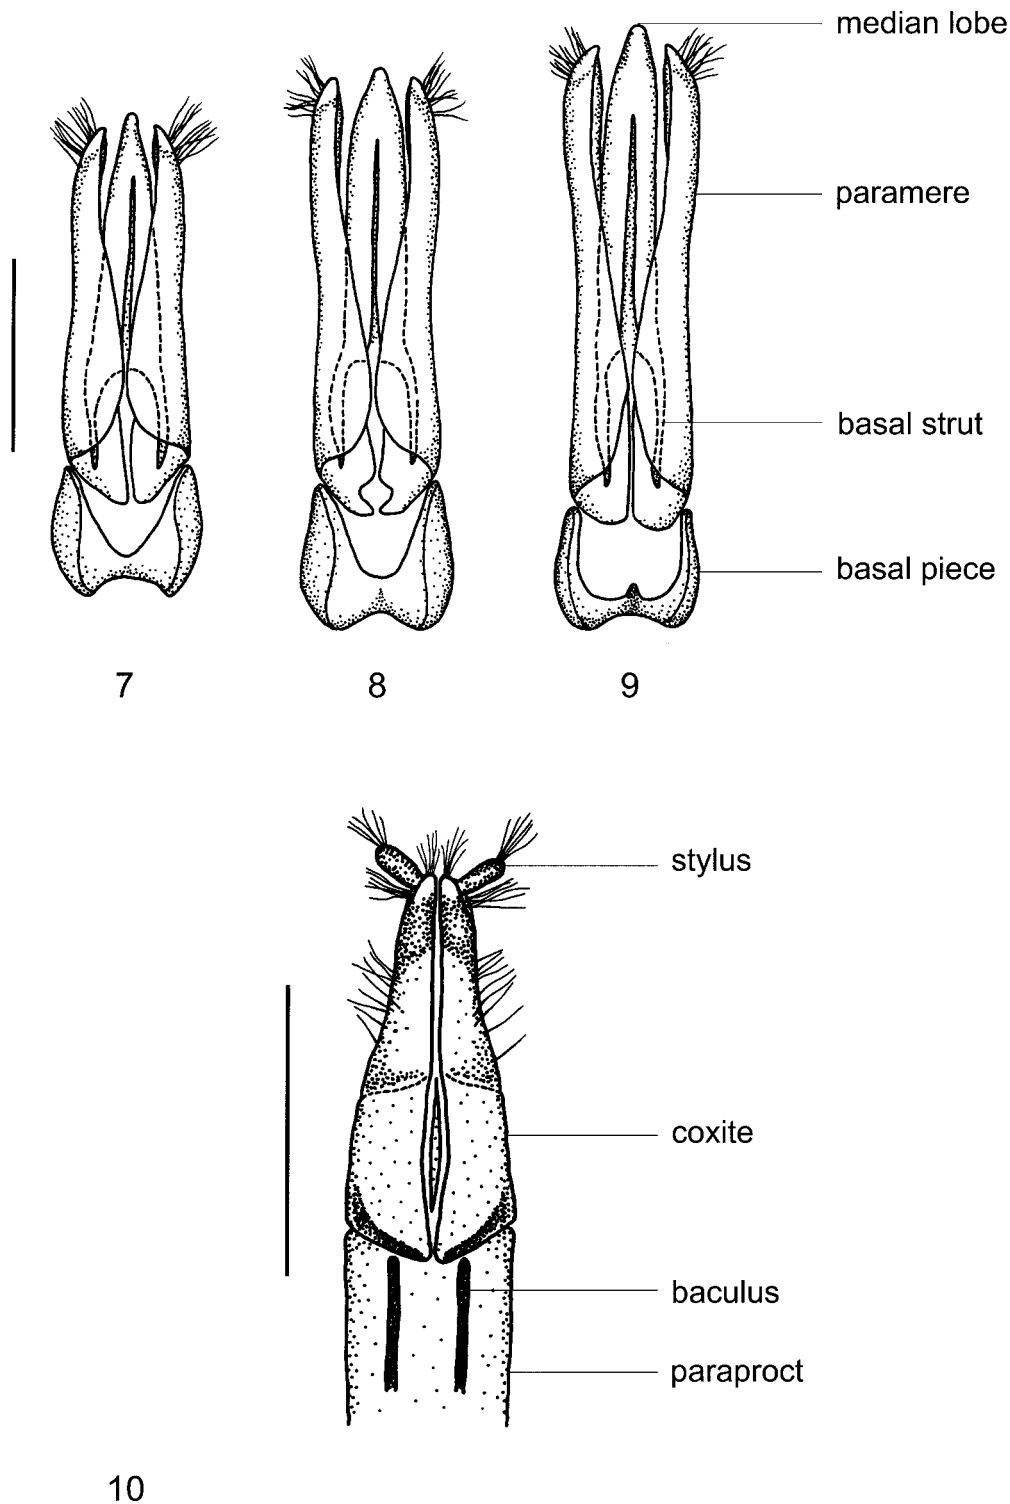 median lobe
paramere
basal strut
basal piece
7 8 9
stylus
coxite
baculus
paraproct
10